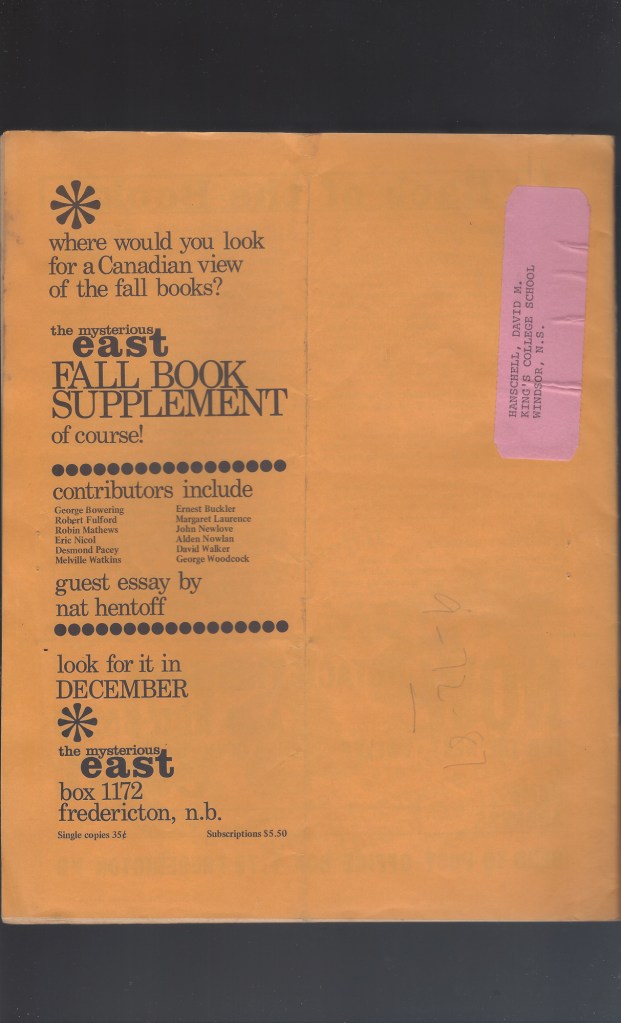 where would you look
for a Canadian view
of the fall books?
the mysterious
east
FALL BOOK
SUPPLEMENT
of course!
contributors include
George Bowering
Robert Fulford
Robin Mathews
Eric Nicol
Desmond Pacey
Melville Watkins
Ernest Buckler
Margaret Laurence
John Newlove
Alden Nowlan
David Walker
George Woodcock
guest essay by
nat hentoff
look for it in
DECEMBER
the mysterious
east
box 1172
fredericton, n.b.
Single copies 35¢
Subscriptions $5.50
HANSCHELL, DAVID M.
KING'S COLLEGE SCHOOL
WINDSOR, N.S.